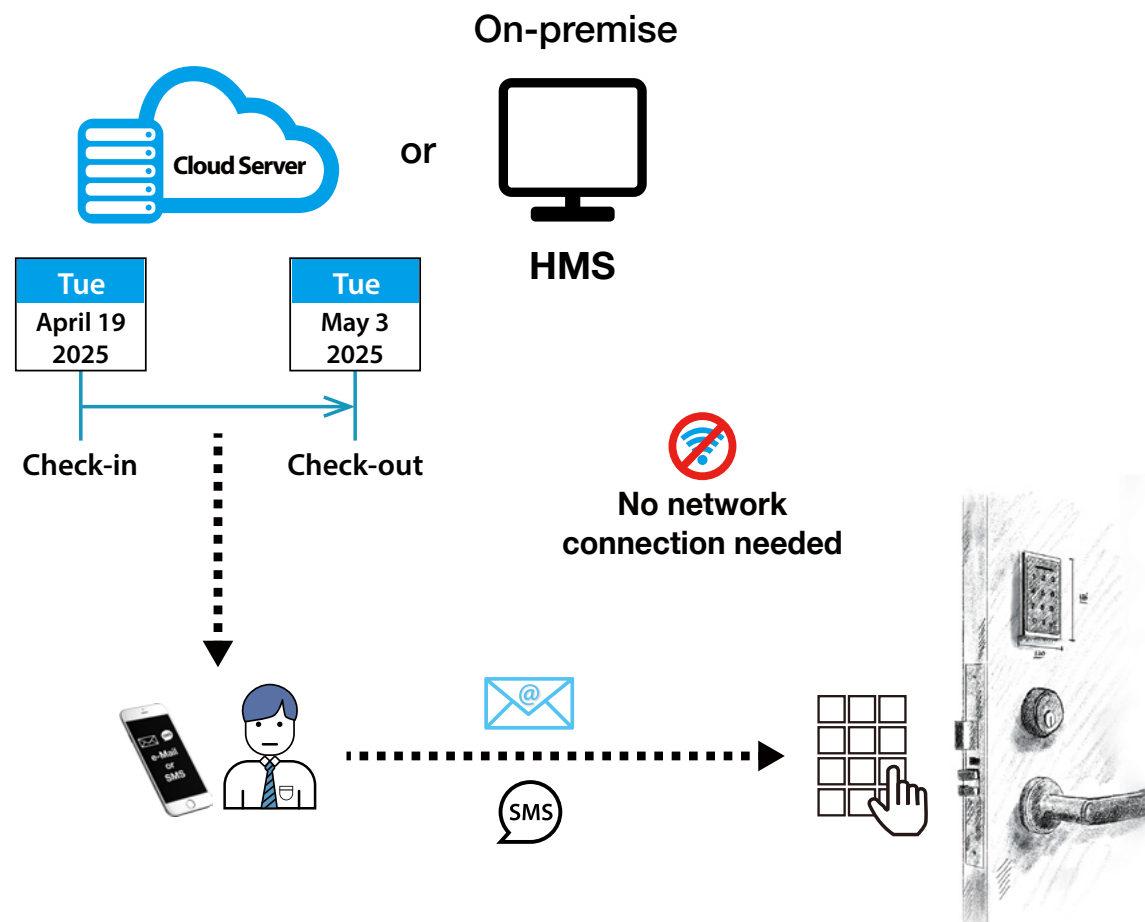 On-premise
Cloud Server
or
HMS
Tue
April 19
2025
Tue
May 3
2025
Check-in
Check-out
No network
connection needed
e-Mail
or
SMS
@
SMS